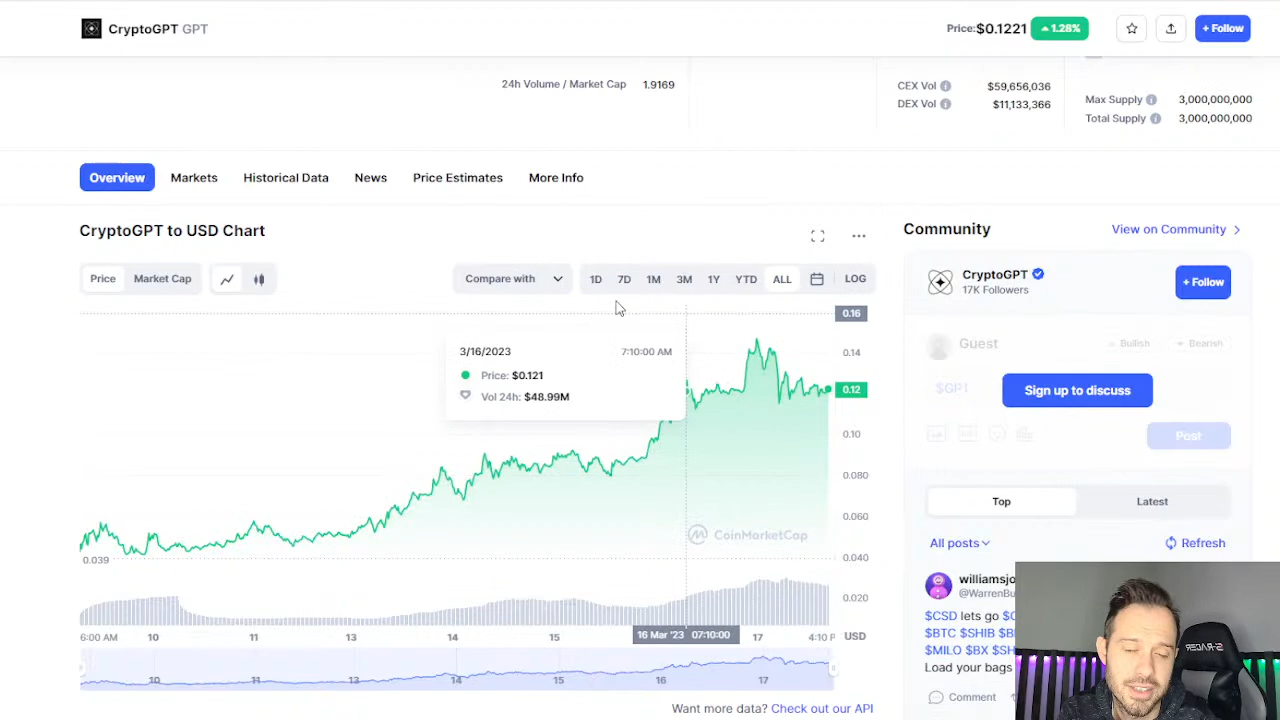 CryptoGPT GPT
Price:$0.1221 1.28%
+ Follow
24h Volume / Market Cap 1.9169
CEX Vol $59,656,036
DEX Vol $11,133,366
Max Supply 3,000,000,000
Total Supply 3,000,000,000
Overview Markets Historical Data News Price Estimates More Info
CryptoGPT to USD Chart
Price Market Cap
Compare with
1D 7D 1M 3M 1Y YTD ALL LOG
3/16/2023 7:10:00 AM
Price: $0.121
Vol 24h: $48.99M
0.16
0.14
0.12
0.10
0.080
0.060
0.040
0.020
0.039
CoinMarketCap
6:00 AM 10 11 13 14 15 16 Mar '23 07:10:00 17 4:10 P USD
10 11 13 14 15 16 17
Want more data? Check out our API
Community
View on Community
CryptoGPT
17K Followers
+ Follow
Guest
Bullish Bearish
$GPT
Sign up to discuss
Post
Top Latest
All posts
Refresh
williamsjo
@WarrenBu
$CSD lets go
$BTC $SHIB
$MILO $BX $SH
Load your bags
Comment
S-RACER